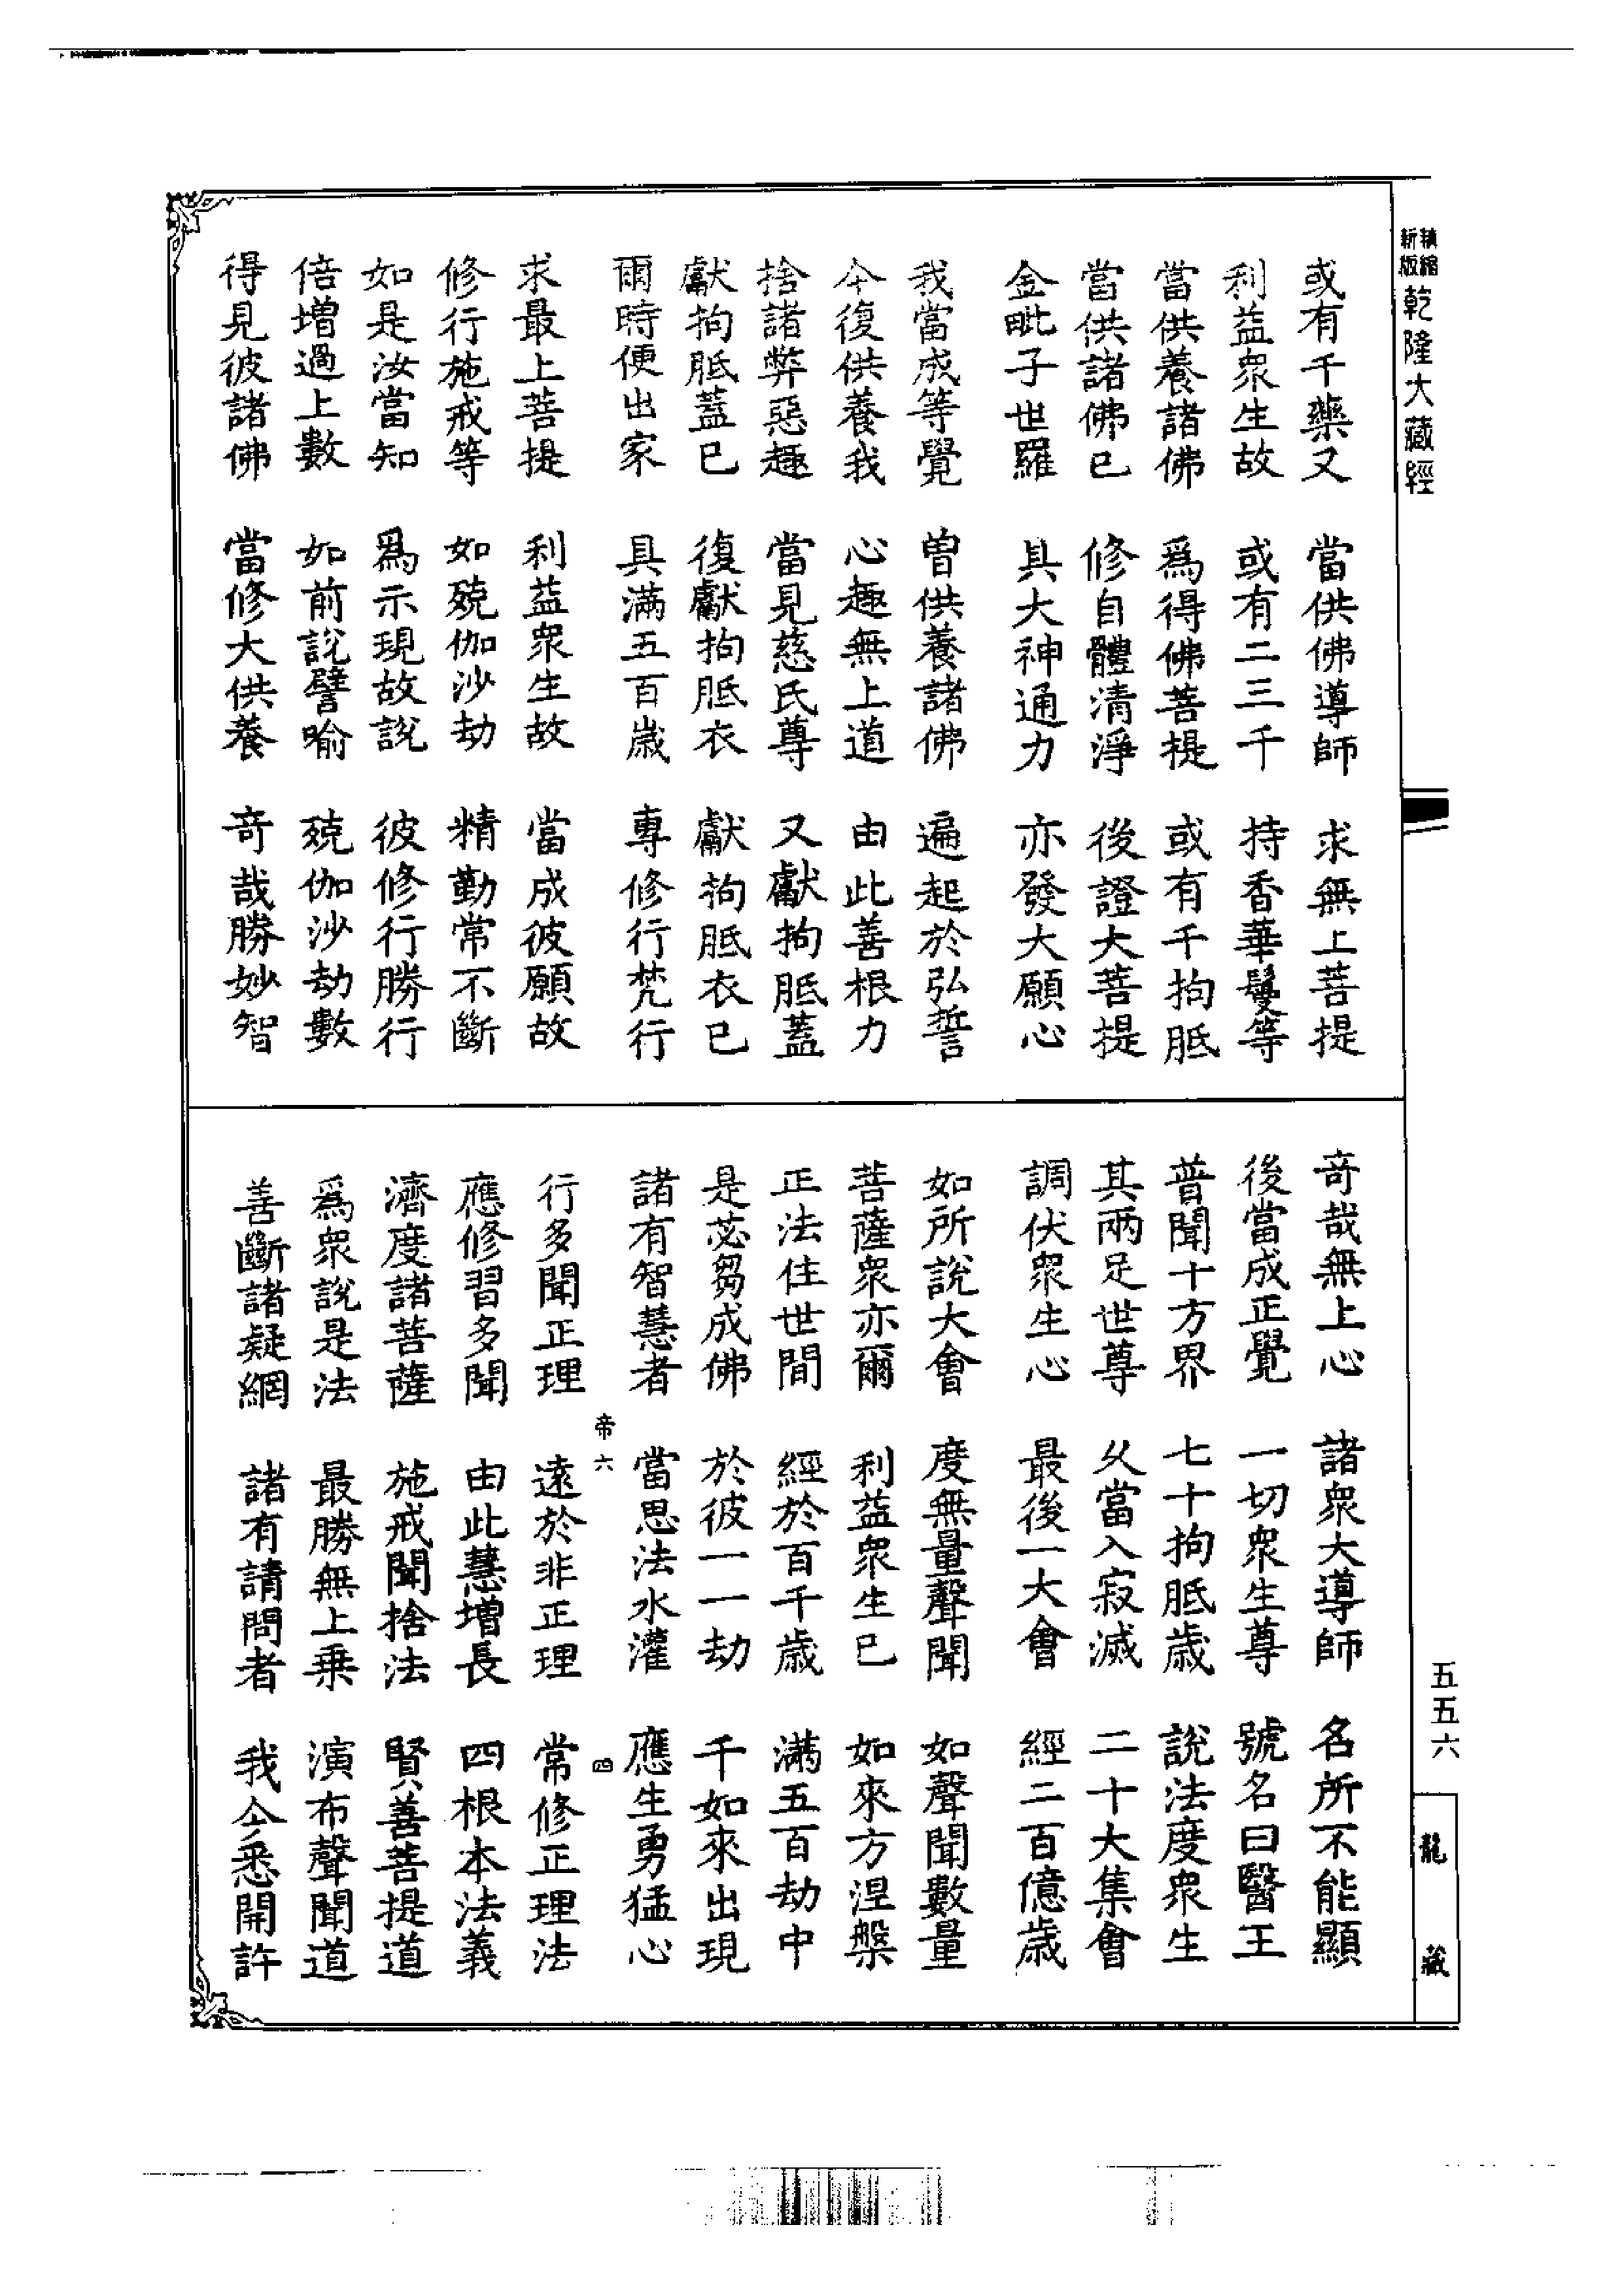 新版 精縮 乾隆大藏經
或有千藥叉 當供佛導師 求無上菩提
利益衆生故 或有二三千 持香華鬘等
當供養諸佛 爲得佛菩提 或有千拘胝
當供諸佛已 修自體清淨 後證大菩提
金毗子世羅 具大神通力 亦發大願心
我當成等覺 曽供養諸佛 遍起於弘誓
今復供養我 心趣無上道 由此善根力
捨諸弊惡趣 當見慈氏尊 又獻拘胝蓋
獻拘胝蓋已 復獻拘胝衣 獻拘胝衣已
爾時便出家 具滿五百歲 專修行梵行
求最上菩提 利益衆生故 當成彼願故
修行施戒等 如殑伽沙劫 精勤常不斷
如是汝當知 爲示現故說 彼修行勝行
倍增過上數 如前說譬喻 殑伽沙劫數
得見彼諸佛 當修大供養 奇哉勝妙智
奇哉無上心 諸衆大導師 名所不能顯
後當成正覺 一切衆生尊 號名曰醫王
普聞十方界 七十拘胝歲 說法度衆生
其兩足世尊 久當入寂滅 二十大集會
調伏衆生心 最後一大會 經二百億歲
如所說大會 度無量聲聞 如聲聞數量
菩薩衆亦爾 利益衆生已 如來方涅槃
正法住世間 經於百千歲 滿五百劫中
是苾芻成佛 於彼一一劫 千如來出現
諸有智慧者 當思法水灌 應生勇猛心
帝六 四
行多聞正理 遠於非正理 常修正理法
應修習多聞 由此慧增長 四根本法義
濟度諸菩薩 施戒聞捨法 賢善菩提道
爲衆說是法 最勝無上乗 演布聲聞道
善斷諸疑網 諸有請問者 我今悉開許
五五六
龍藏